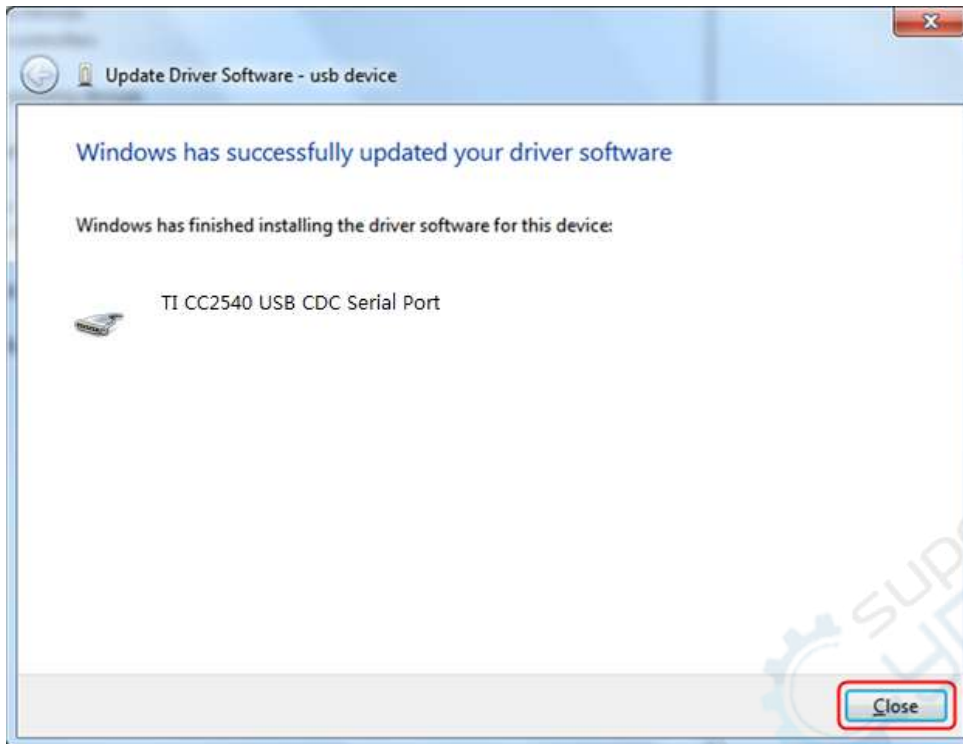 Update Driver Software - usb device
Windows has successfully updated your driver software
Windows has finished installing the driver software for this device:
TI CC2540 USB CDC Serial Port
Close